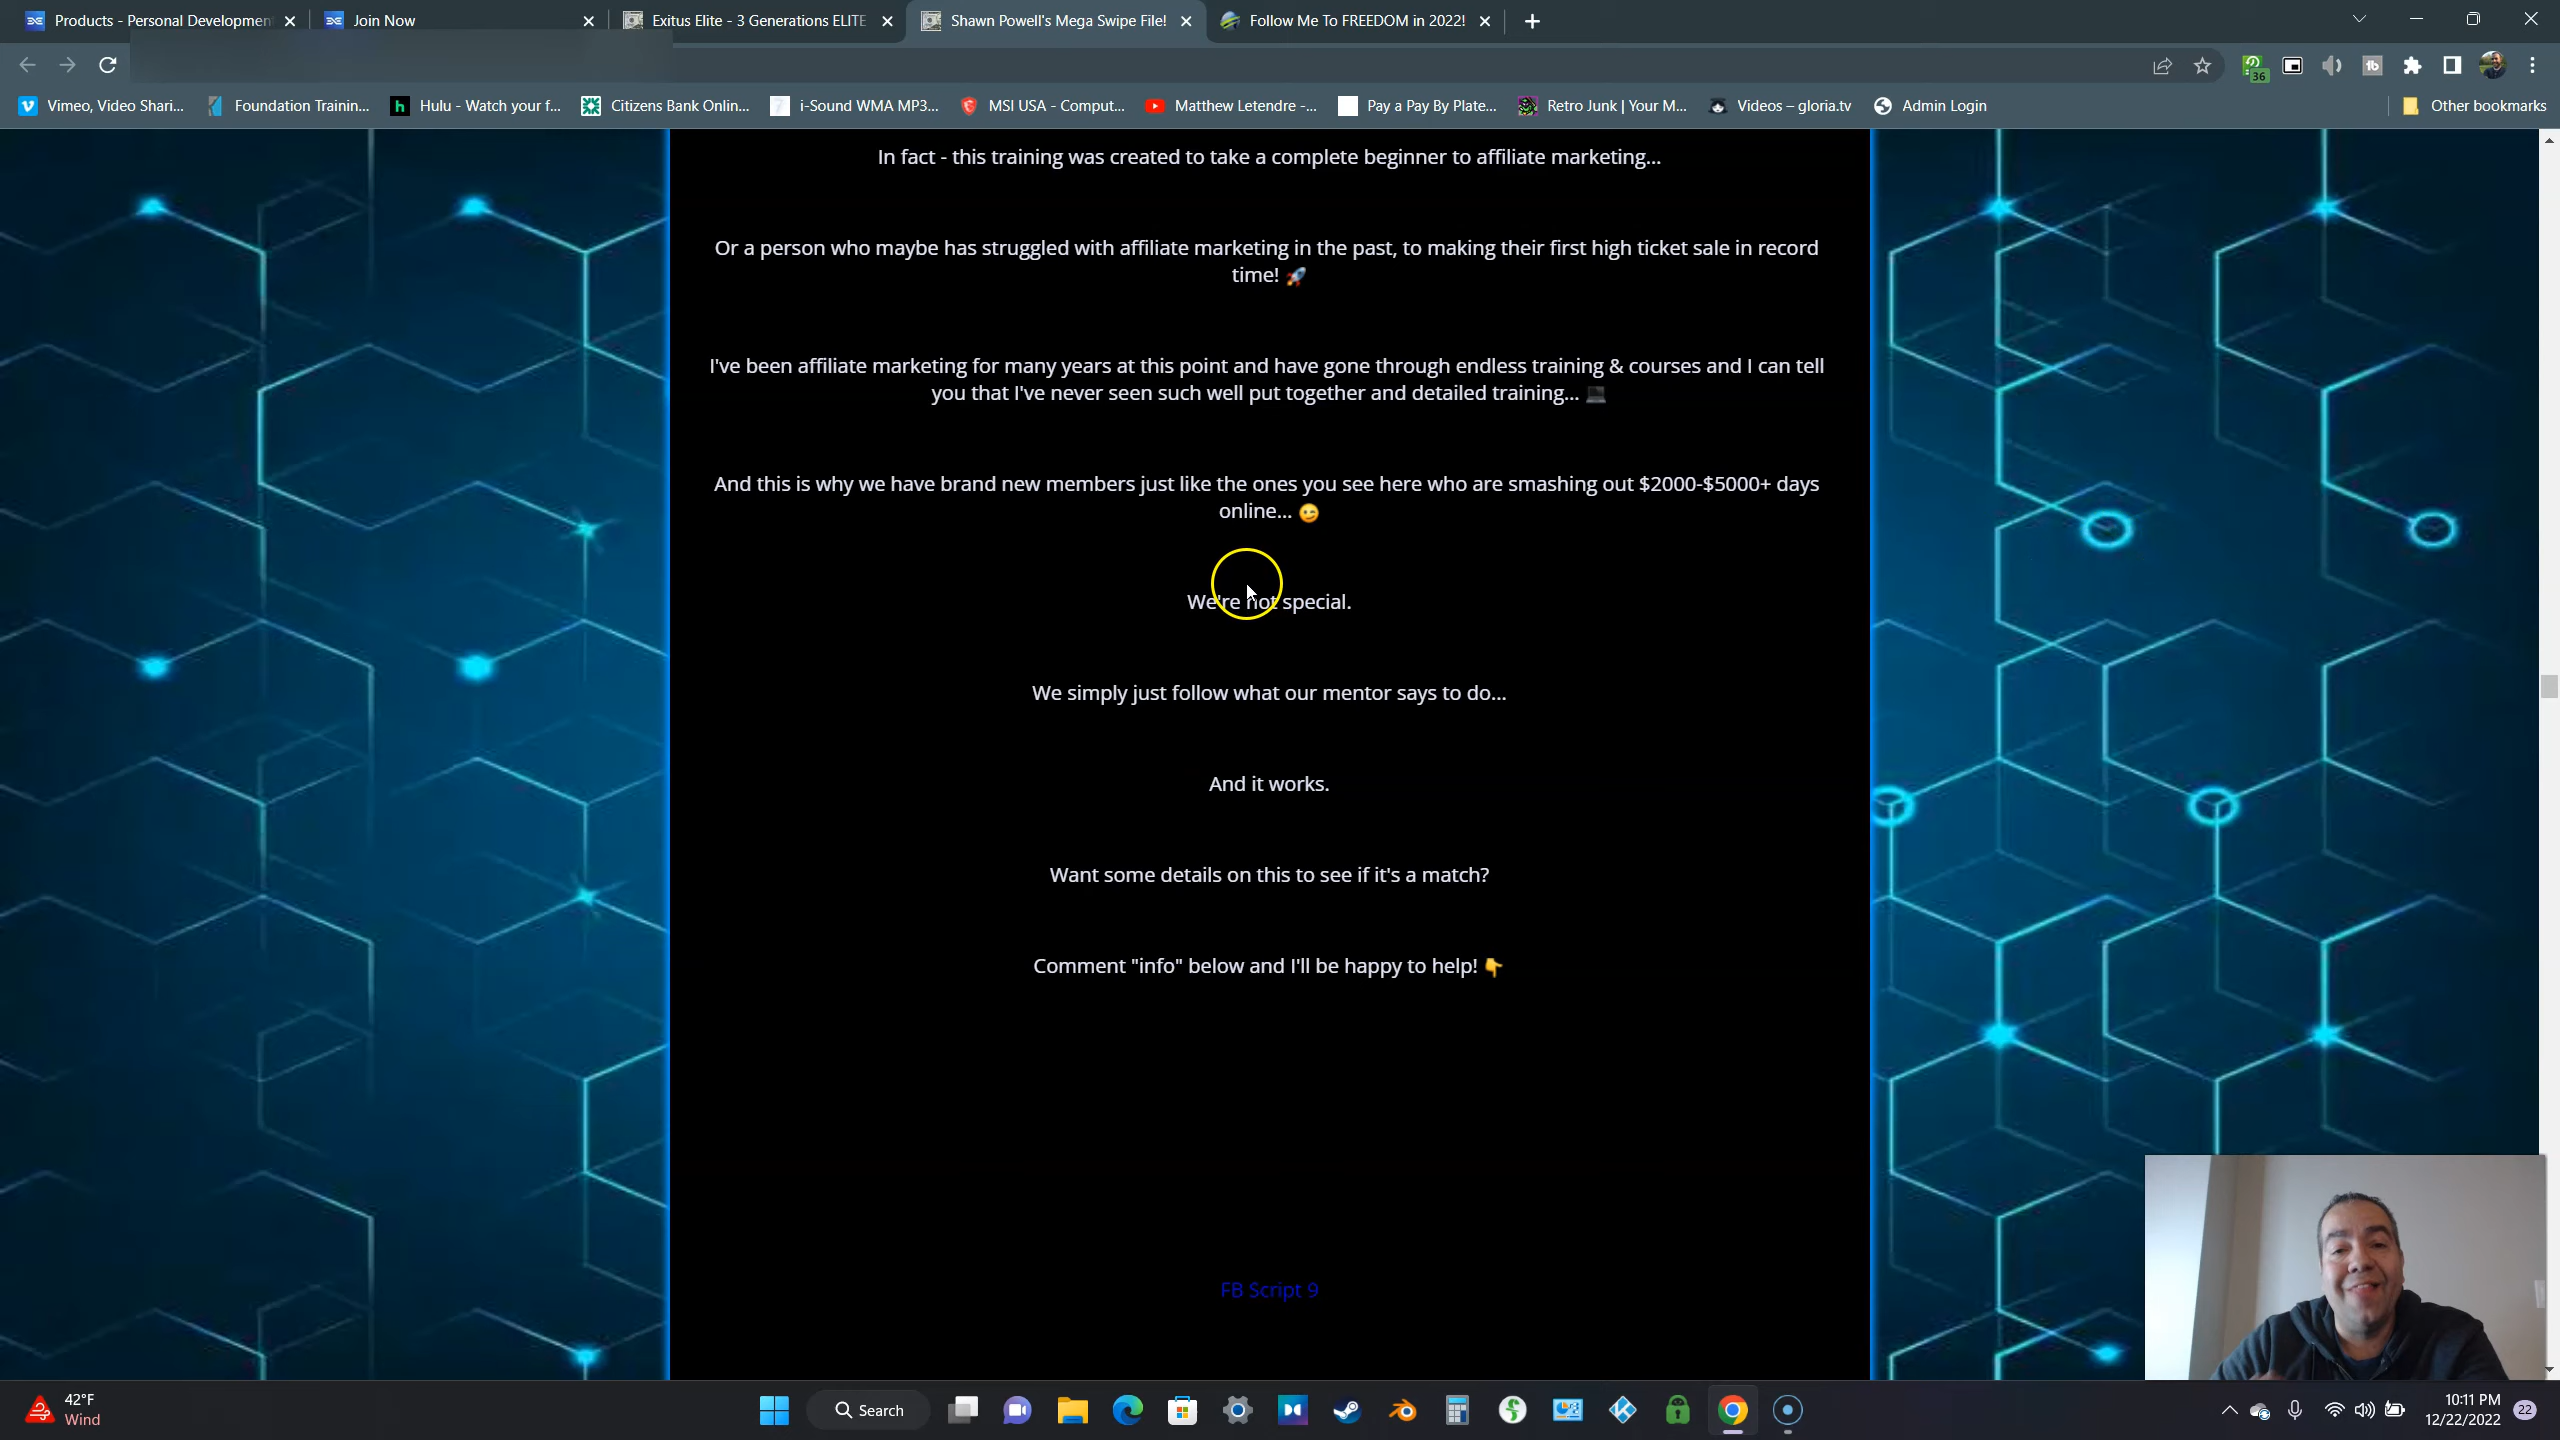 Products - Personal Development
Join Now
Exitus Elite - 3 Generations ELITE
Shawn Powell's Mega Swipe File!
Follow Me To FREEDOM in 2022!
36
Vimeo, Video Shari...
Foundation Trainin...
Hulu - Watch your f...
Citizens Bank Onlin...
i-Sound WMA MP3...
MSI USA - Comput...
Matthew Letendre -...
Pay a Pay By Plate...
Retro Junk | Your M...
Videos – gloria.tv
Admin Login
Other bookmarks
In fact - this training was created to take a complete beginner to affiliate marketing...
Or a person who maybe has struggled with affiliate marketing in the past, to making their first high ticket sale in record
time! 🚀
I've been affiliate marketing for many years at this point and have gone through endless training & courses and I can tell
you that I've never seen such well put together and detailed training... 💻
And this is why we have brand new members just like the ones you see here who are smashing out $2000-$5000+ days
online... 😉
We're not special.
We simply just follow what our mentor says to do...
And it works.
Want some details on this to see if it's a match?
Comment "info" below and I'll be happy to help! 👇
FB Script 9
42°F
Wind
Search
10:11 PM
12/22/2022
22